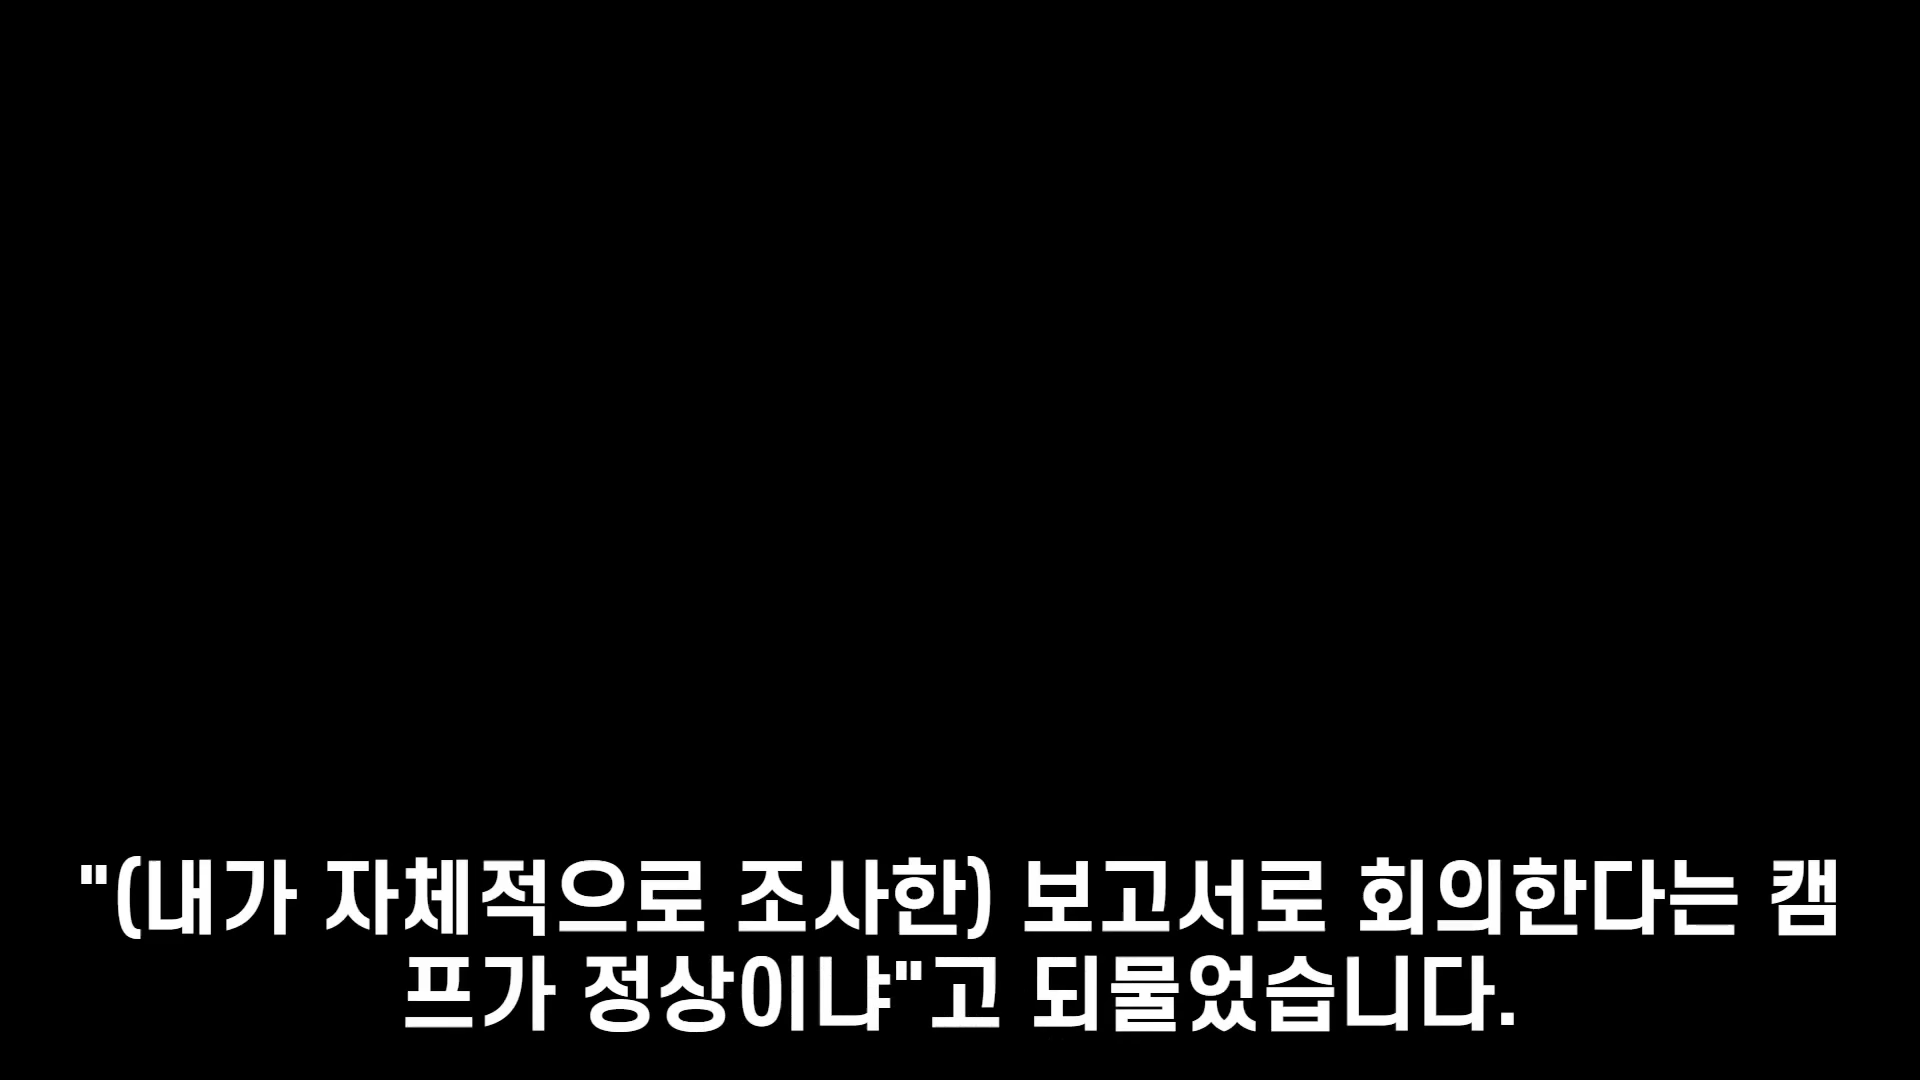 "(내가 자체적으로 조사한) 보고서로 회의한다는 캠
프가 정상이냐"고 되물었습니다.